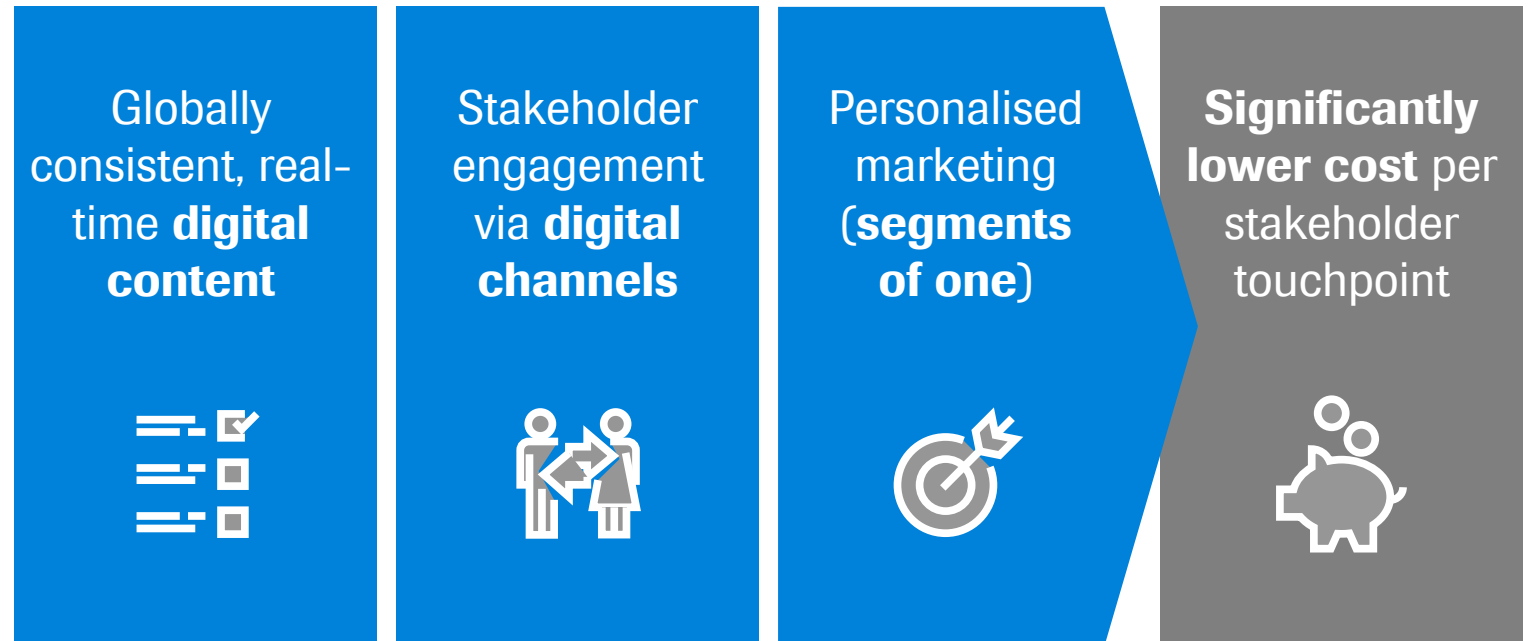 Globally
consistent, real-
time digital
content
Stakeholder
engagement
via digital
channels
Personalised
marketing
(segments
of one)
Significantly
lower cost per
stakeholder
touchpoint